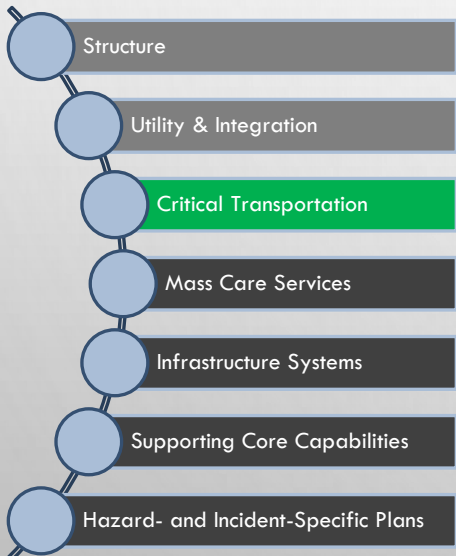 Structure
Utility & Integration
Critical Transportation
Mass Care Services
Infrastructure Systems
Supporting Core Capabilities
Hazard- and Incident-Specific Plans